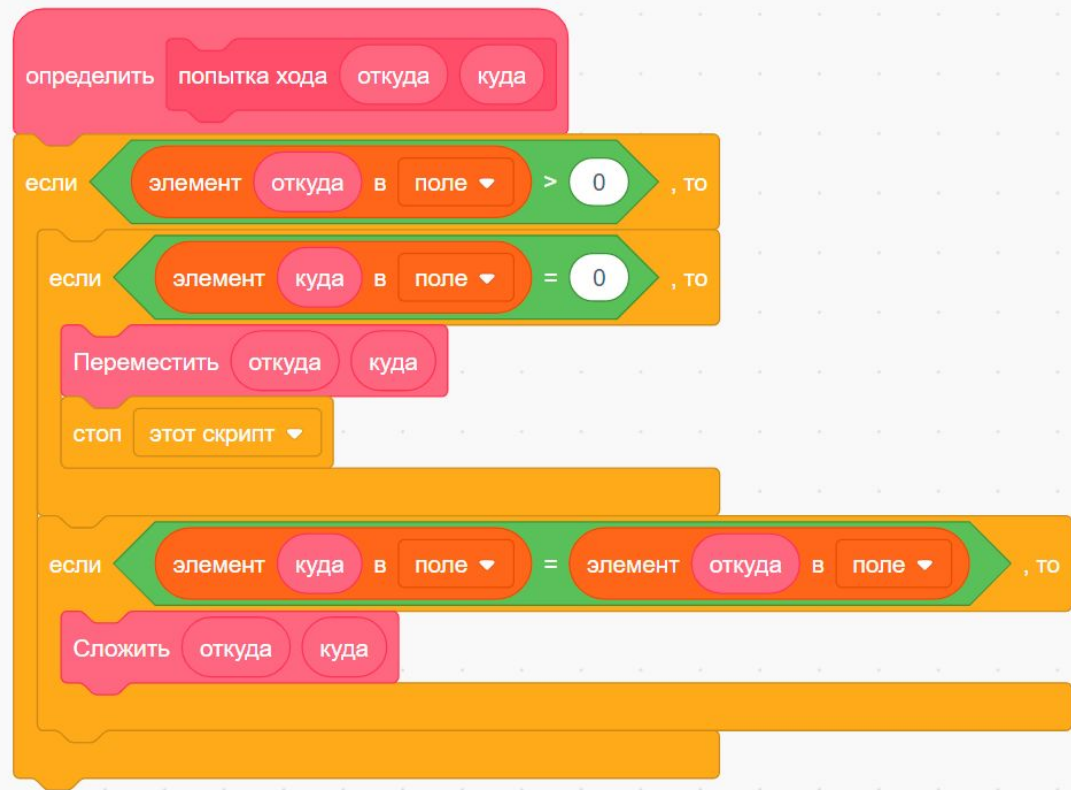 определить попытка хода откуда куда
если элемент откуда в поле > 0 , то
если элемент куда в поле = 0 , то
Переместить откуда куда
стоп этот скрипт
если элемент куда в поле = элемент откуда в поле , то
Сложить откуда куда